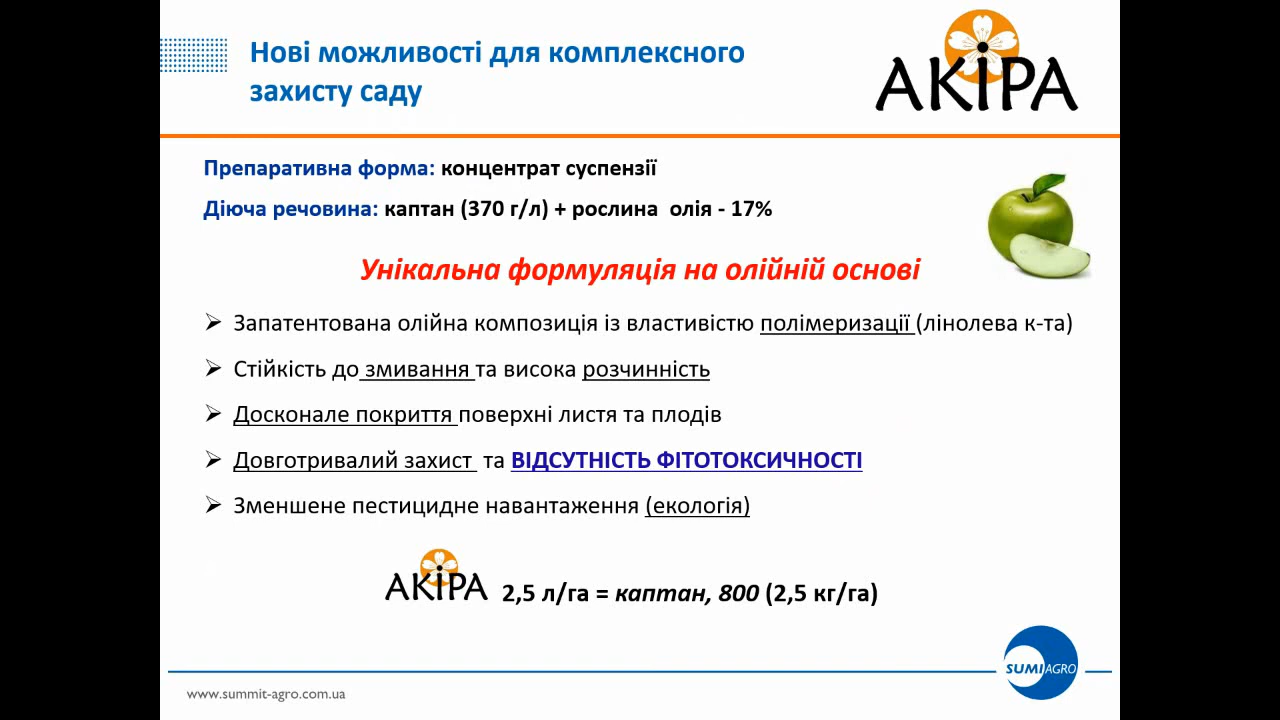 Нові можливості для комплексного
захисту саду
АКІРА
Препаративна форма: концентрат суспензії
Діюча речовина: каптан (370 г/л) + рослина олія - 17%
Унікальна формуляція на олійній основі
Запатентована олійна композиція із властивістю полімеризації (лінолева к-та)
Стійкість до змивання та висока розчинність
Досконале покриття поверхні листя та плодів
Довготривалий захист та ВІДСУТНІСТЬ ФІТОТОКСИЧНОСТІ
Зменшене пестицидне навантаження (екологія)
АКІРА 2,5 л/га = каптан, 800 (2,5 кг/га)
SUMI AGRO
www.summit-agro.com.ua